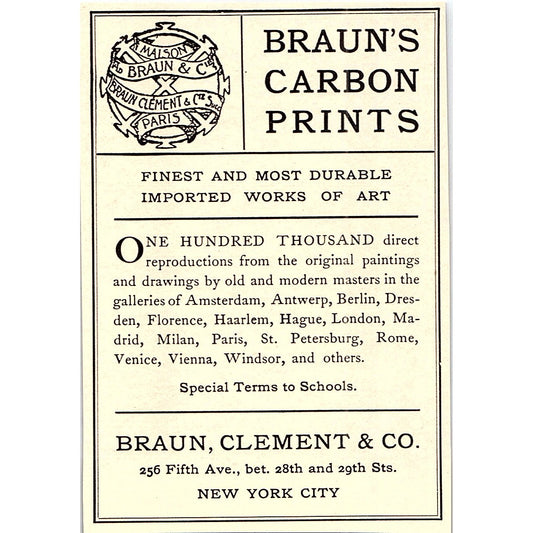 MAISON
AD BRAUN & Cie
BRAUN CLÉMENT & Cie Succ
PARIS
BRAUN'S
CARBON
PRINTS
FINEST AND MOST DURABLE
IMPORTED WORKS OF ART
ONE HUNDRED THOUSAND direct
reproductions from the original paintings
and drawings by old and modern masters in the
galleries of Amsterdam, Antwerp, Berlin, Dres-
den, Florence, Haarlem, Hague, London, Ma-
drid, Milan, Paris, St. Petersburg, Rome,
Venice, Vienna, Windsor, and others.
Special Terms to Schools.
BRAUN, CLEMENT & CO.
256 Fifth Ave., bet. 28th and 29th Sts.
NEW YORK CITY